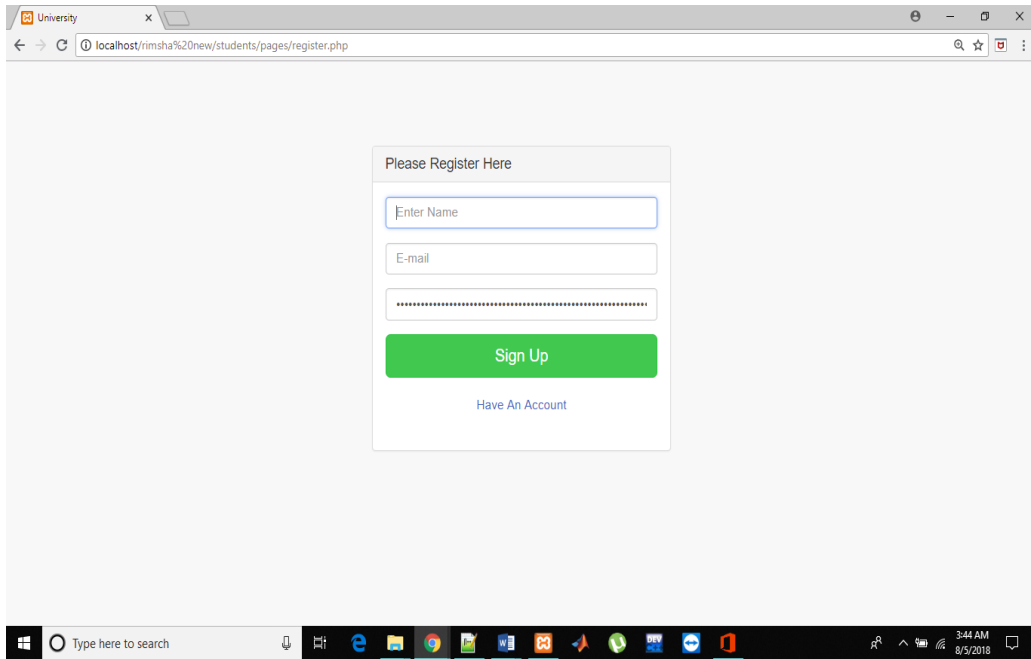 University
localhost/rimsha%20new/students/pages/register.php
Please Register Here
Enter Name
E-mail
Sign Up
Have An Account
Type here to search
DEV
3:44 AM
8/5/2018